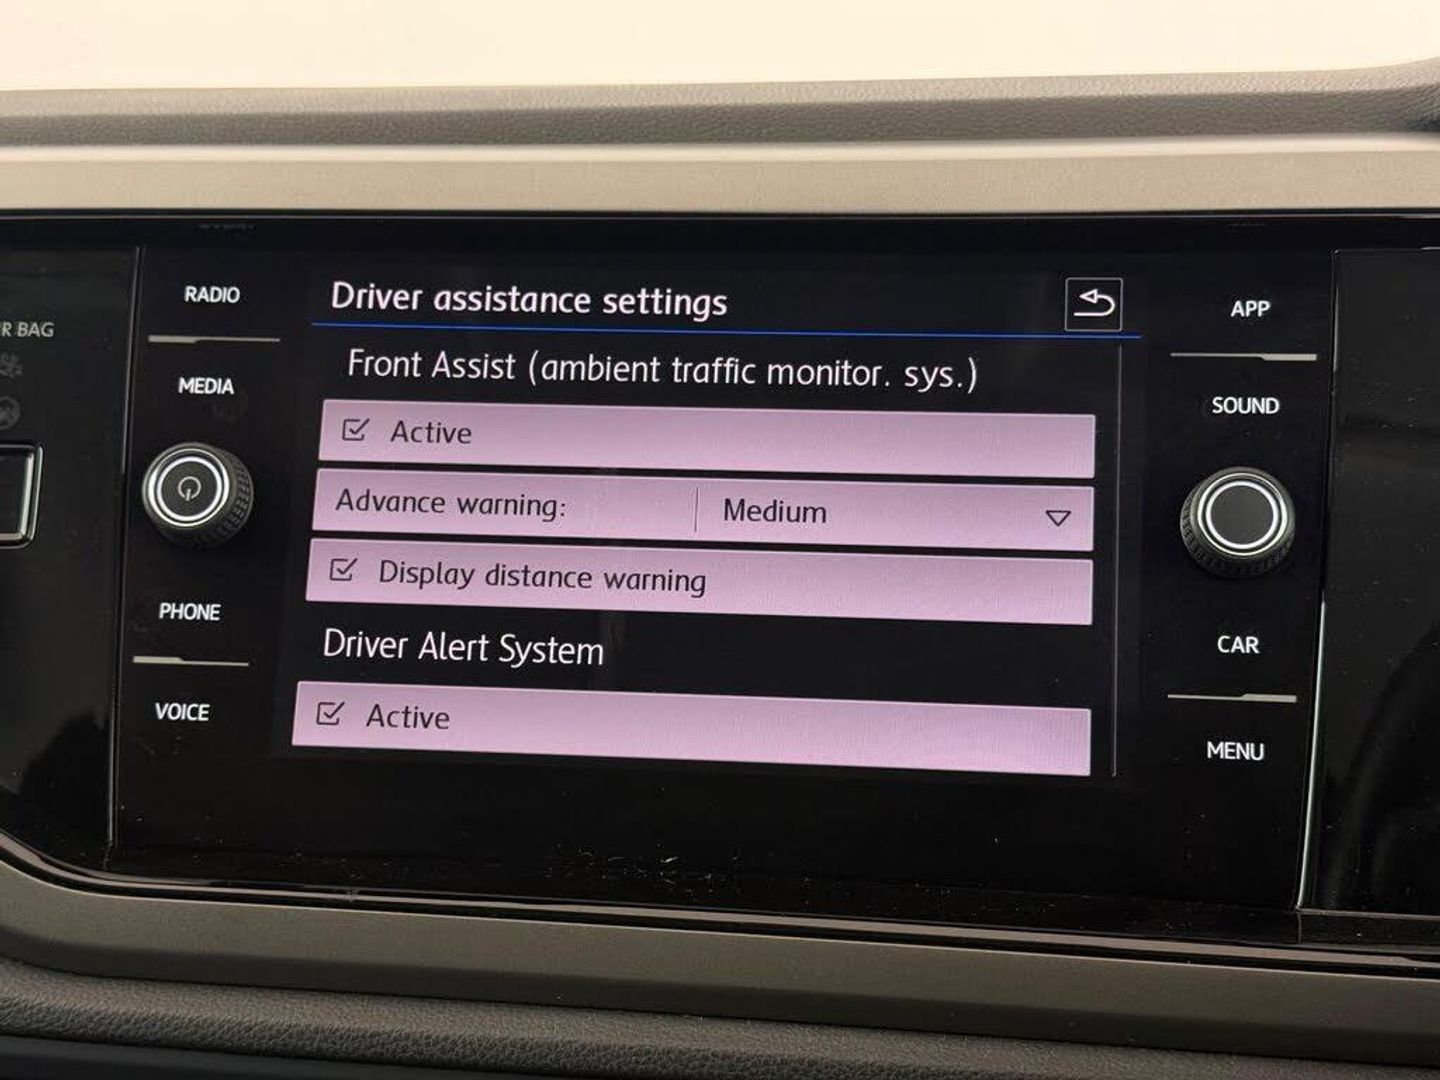 RADIO
MEDIA
PHONE
VOICE
R BAG
Driver assistance settings
Front Assist (ambient traffic monitor. sys.)
Active
Advance warning: Medium
Display distance warning
Driver Alert System
Active
APP
SOUND
CAR
MENU